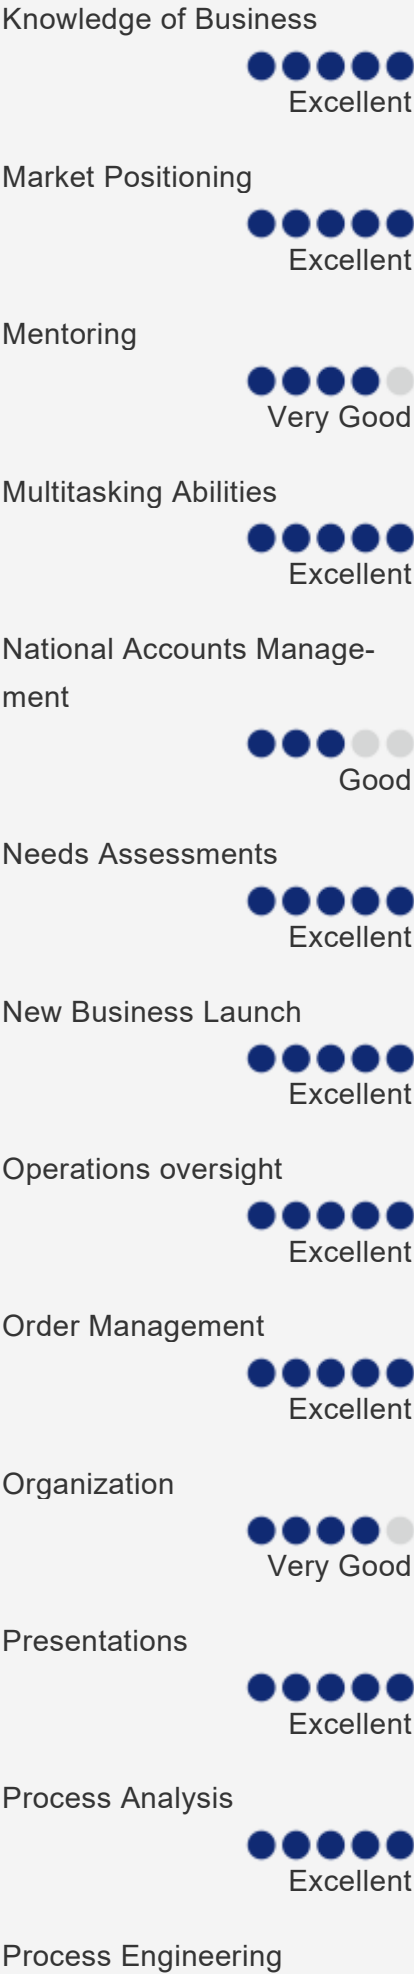 Knowledge of Business
Excellent
Market Positioning
Excellent
Mentoring
Very Good
Multitasking Abilities
Excellent
National Accounts Manage-
ment
Good
Needs Assessments
Excellent
New Business Launch
Excellent
Operations oversight
Excellent
Order Management
Excellent
Organization
Very Good
Presentations
Excellent
Process Analysis
Excellent
Process Engineering